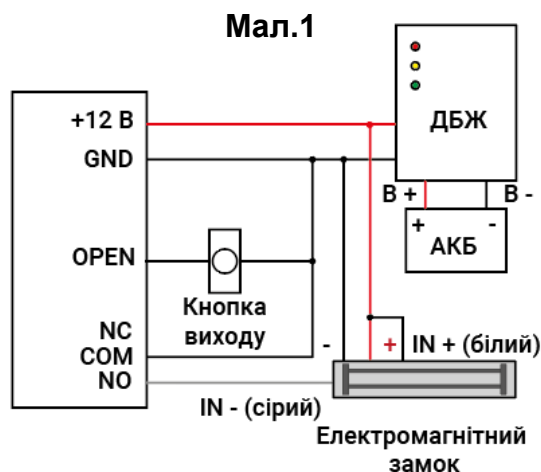 Мал.1
+12 В
GND
OPEN
NC
COM
NO
ДБЖ
В + В -
+ -
АКБ
Кнопка
виходу
- + IN + (білий)
IN - (сірий)
Електромагнітний
замок